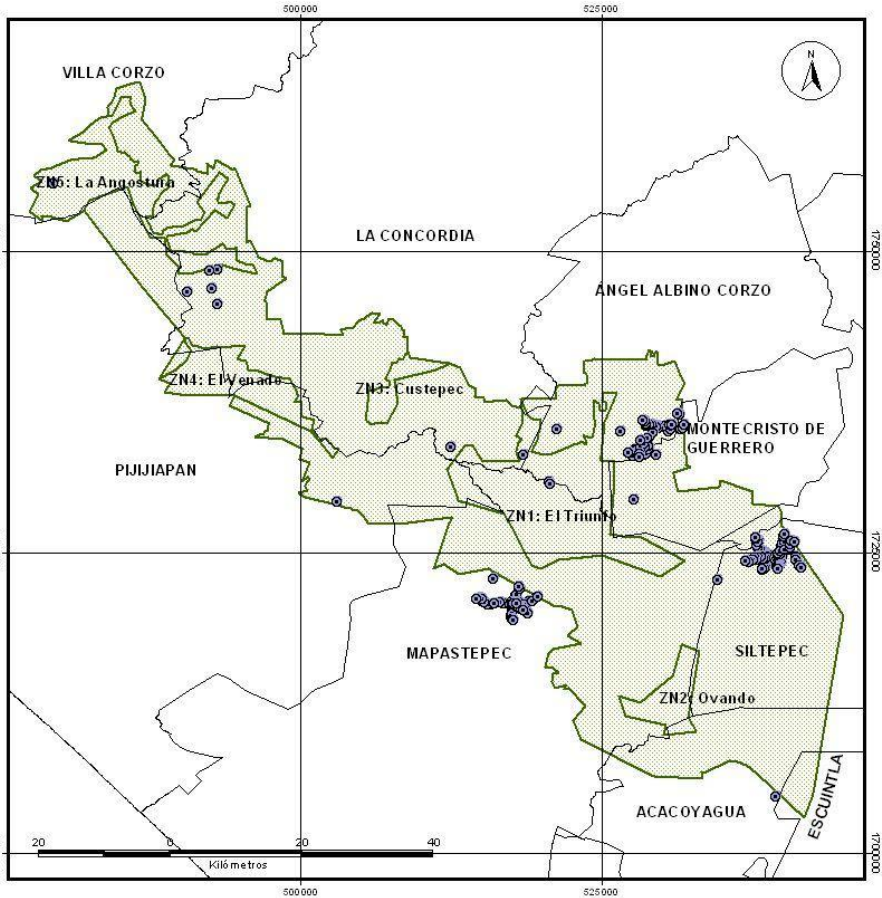 500000
525000
VILLA CORZO
N
ZN5: La Angostura
LA CONCORDIA
1750000
ÁNGEL ALBINO CORZO
ZN4: El Venado
ZN3: Custepec
MONTECRISTO DE
GUERRERO
PIJIJIAPAN
ZN1: El Triunfo
1725000
MAPASTEPEC
SILTEPEC
ZN2: Ovando
ESCUINTLA
ACACOYAGUA
20
0
20
40
Kilómetros
1700000
500000
525000